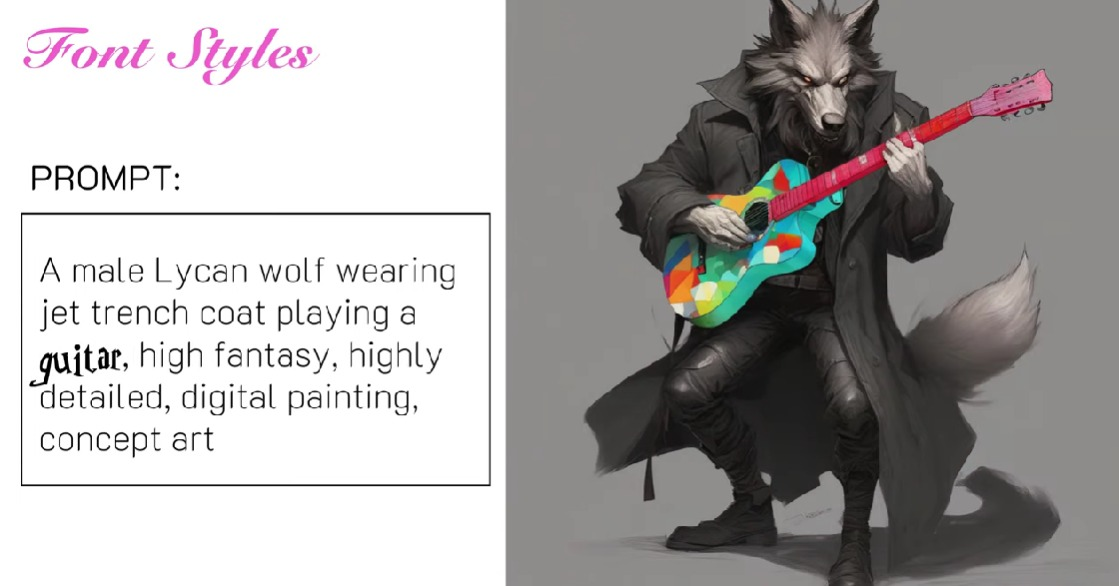 Font Styles
PROMPT:
A male Lycan wolf wearing
jet trench coat playing a
guitar, high fantasy, highly
detailed, digital painting,
concept art